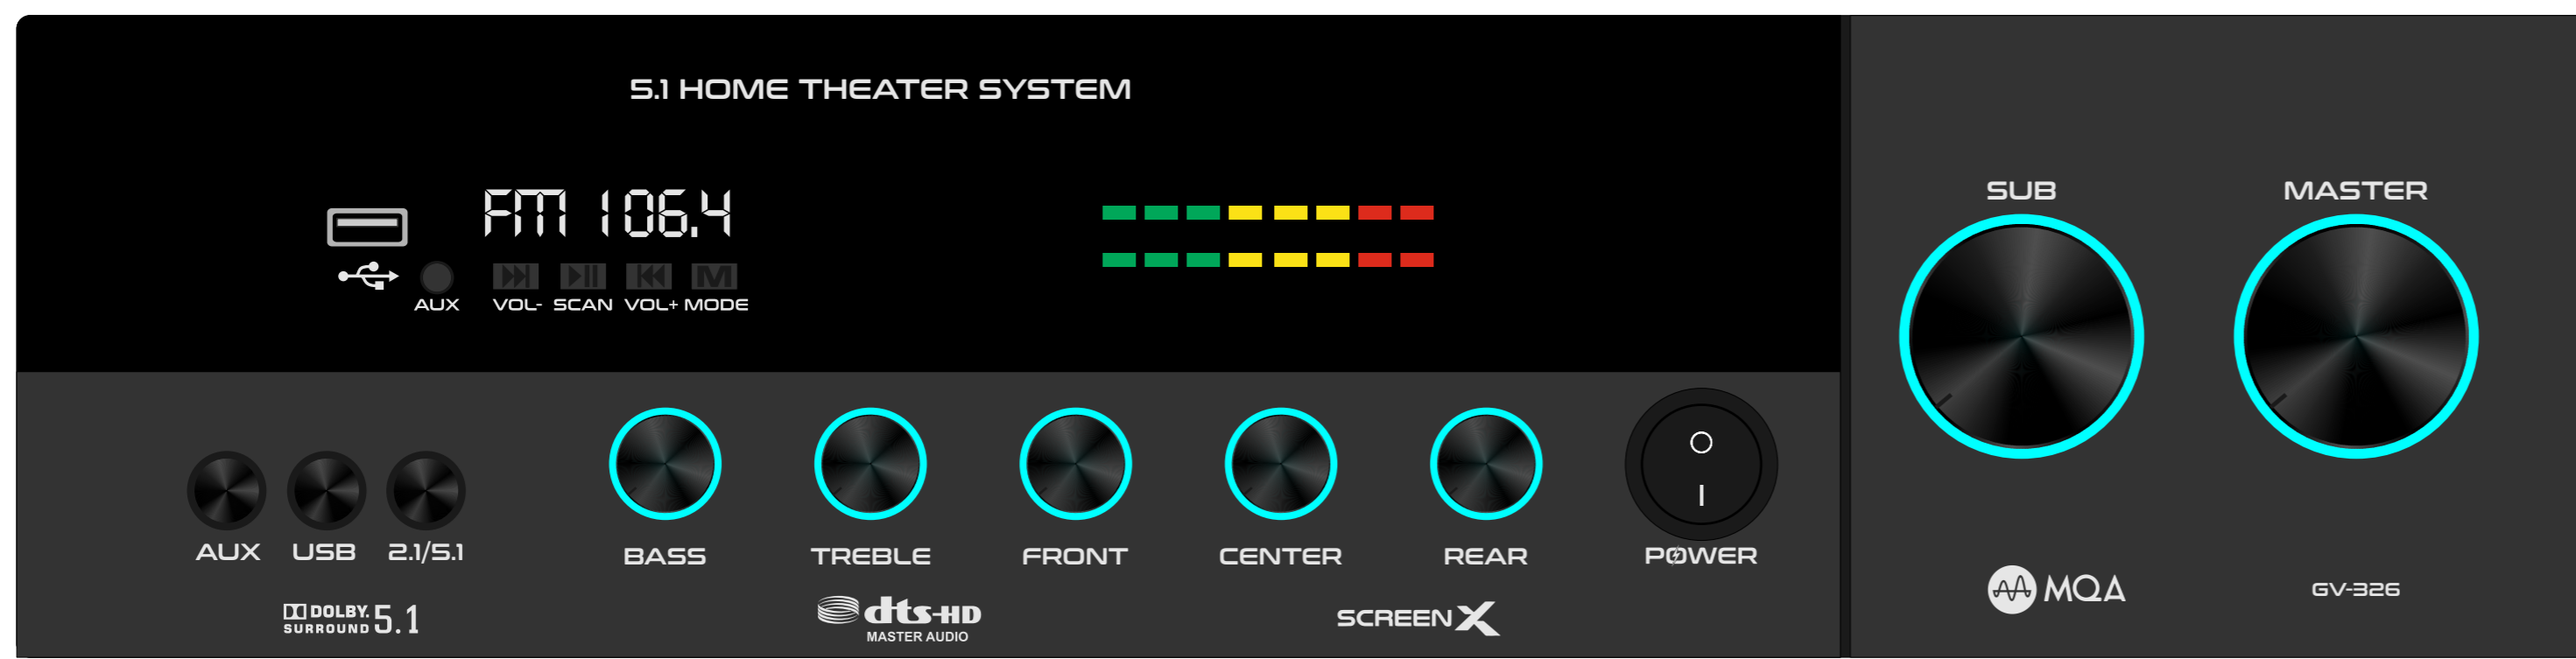 5.1 HOME THEATER SYSTEM
FM 106.4
AUX VOL- SCAN VOL+ MODE
M
SUB MASTER
AUX USB 2.1/5.1
BASS TREBLE FRONT CENTER REAR POWER
DOLBY.
SURROUND 5.1
dts-HD
MASTER AUDIO
SCREENX
MQA
GV-326